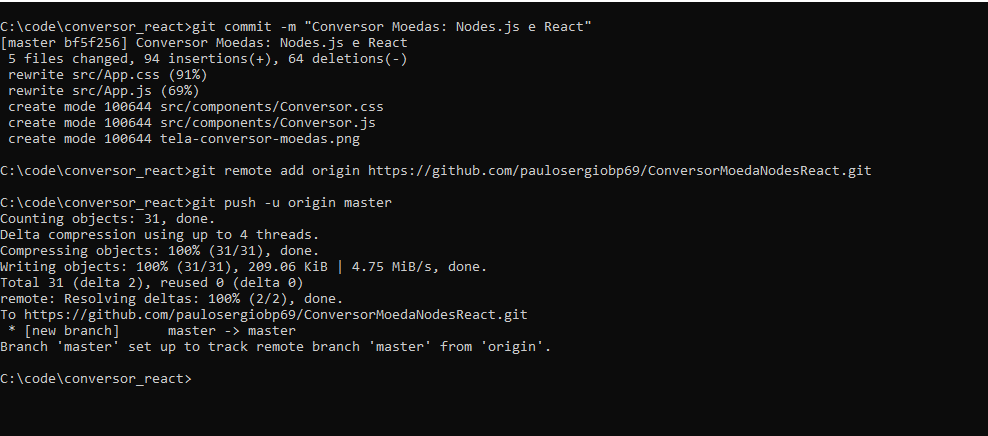 C:\code\conversor_react>git commit -m "Conversor Moedas: Nodes.js e React"
[master bf5f256] Conversor Moedas: Nodes.js e React
 5 files changed, 94 insertions(+), 64 deletions(-)
 rewrite src/App.css (91%)
 rewrite src/App.js (69%)
 create mode 100644 src/components/Conversor.css
 create mode 100644 src/components/Conversor.js
 create mode 100644 tela-conversor-moedas.png
C:\code\conversor_react>git remote add origin https://github.com/paulosergiobp69/ConversorMoedaNodesReact.git
C:\code\conversor_react>git push -u origin master
Counting objects: 31, done.
Delta compression using up to 4 threads.
Compressing objects: 100% (31/31), done.
Writing objects: 100% (31/31), 209.06 KiB | 4.75 MiB/s, done.
Total 31 (delta 2), reused 0 (delta 0)
remote: Resolving deltas: 100% (2/2), done.
To https://github.com/paulosergiobp69/ConversorMoedaNodesReact.git
 * [new branch]      master -> master
Branch 'master' set up to track remote branch 'master' from 'origin'.
C:\code\conversor_react>